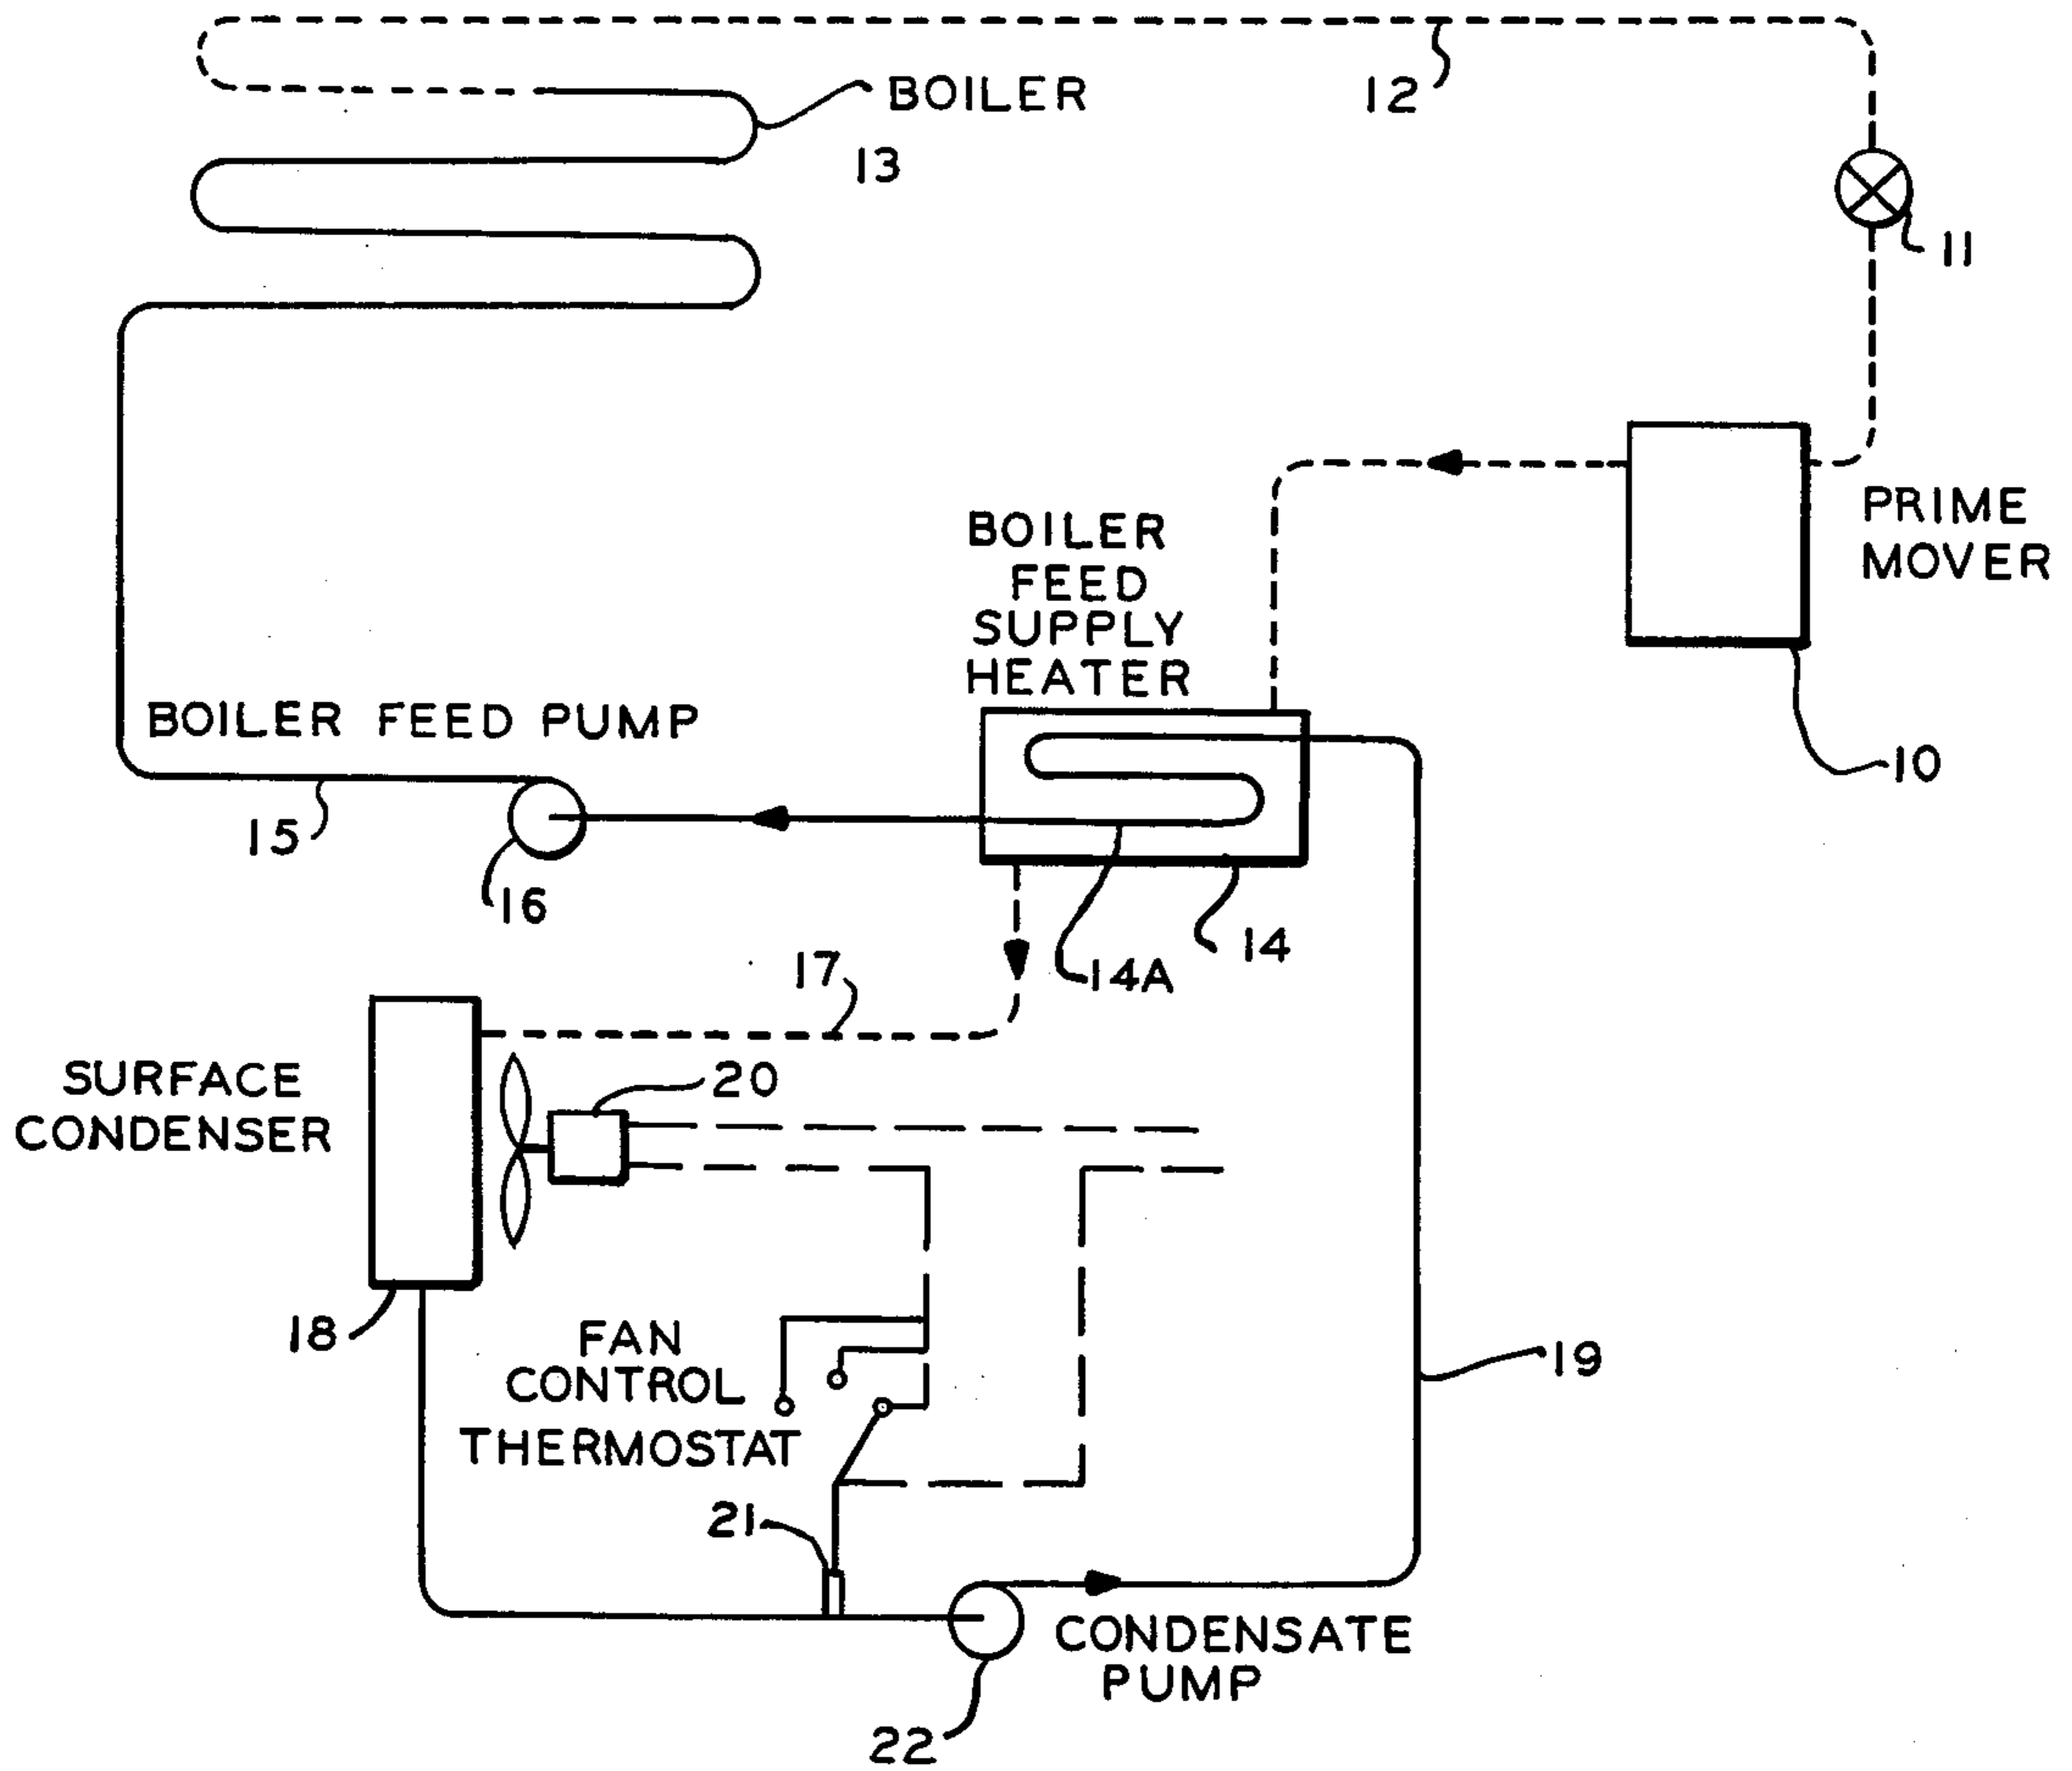 12
BOILER
13
11
PRIME
MOVER
10
BOILER
FEED
SUPPLY
HEATER
BOILER FEED PUMP
15
16
14
14A
17
SURFACE
CONDENSER
20
18
FAN
CONTROL
THERMOSTAT
19
21
CONDENSATE
PUMP
22